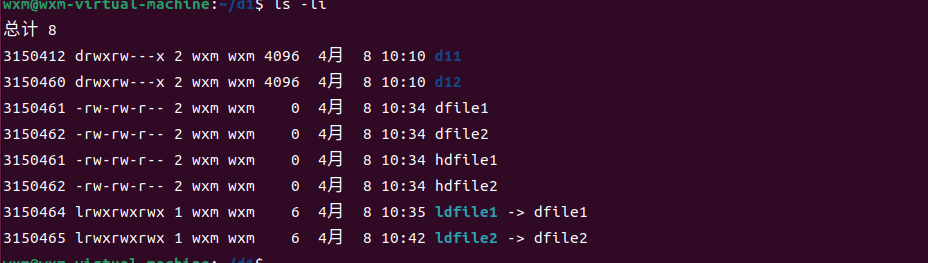 wxm@wxm-virtual-machine:~/d1$ ls -li
总计 8
3150412 drwxrw---x 2 wxm wxm 4096  4月  8 10:10 d11
3150460 drwxrw---x 2 wxm wxm 4096  4月  8 10:10 d12
3150461 -rw-rw-r-- 2 wxm wxm    0  4月  8 10:34 dfile1
3150462 -rw-rw-r-- 2 wxm wxm    0  4月  8 10:34 dfile2
3150461 -rw-rw-r-- 2 wxm wxm    0  4月  8 10:34 hdfile1
3150462 -rw-rw-r-- 2 wxm wxm    0  4月  8 10:34 hdfile2
3150464 lrwxrwxrwx 1 wxm wxm    6  4月  8 10:35 ldfile1 -> dfile1
3150465 lrwxrwxrwx 1 wxm wxm    6  4月  8 10:42 ldfile2 -> dfile2
wxm@wxm-virtual-machine:~/d1$